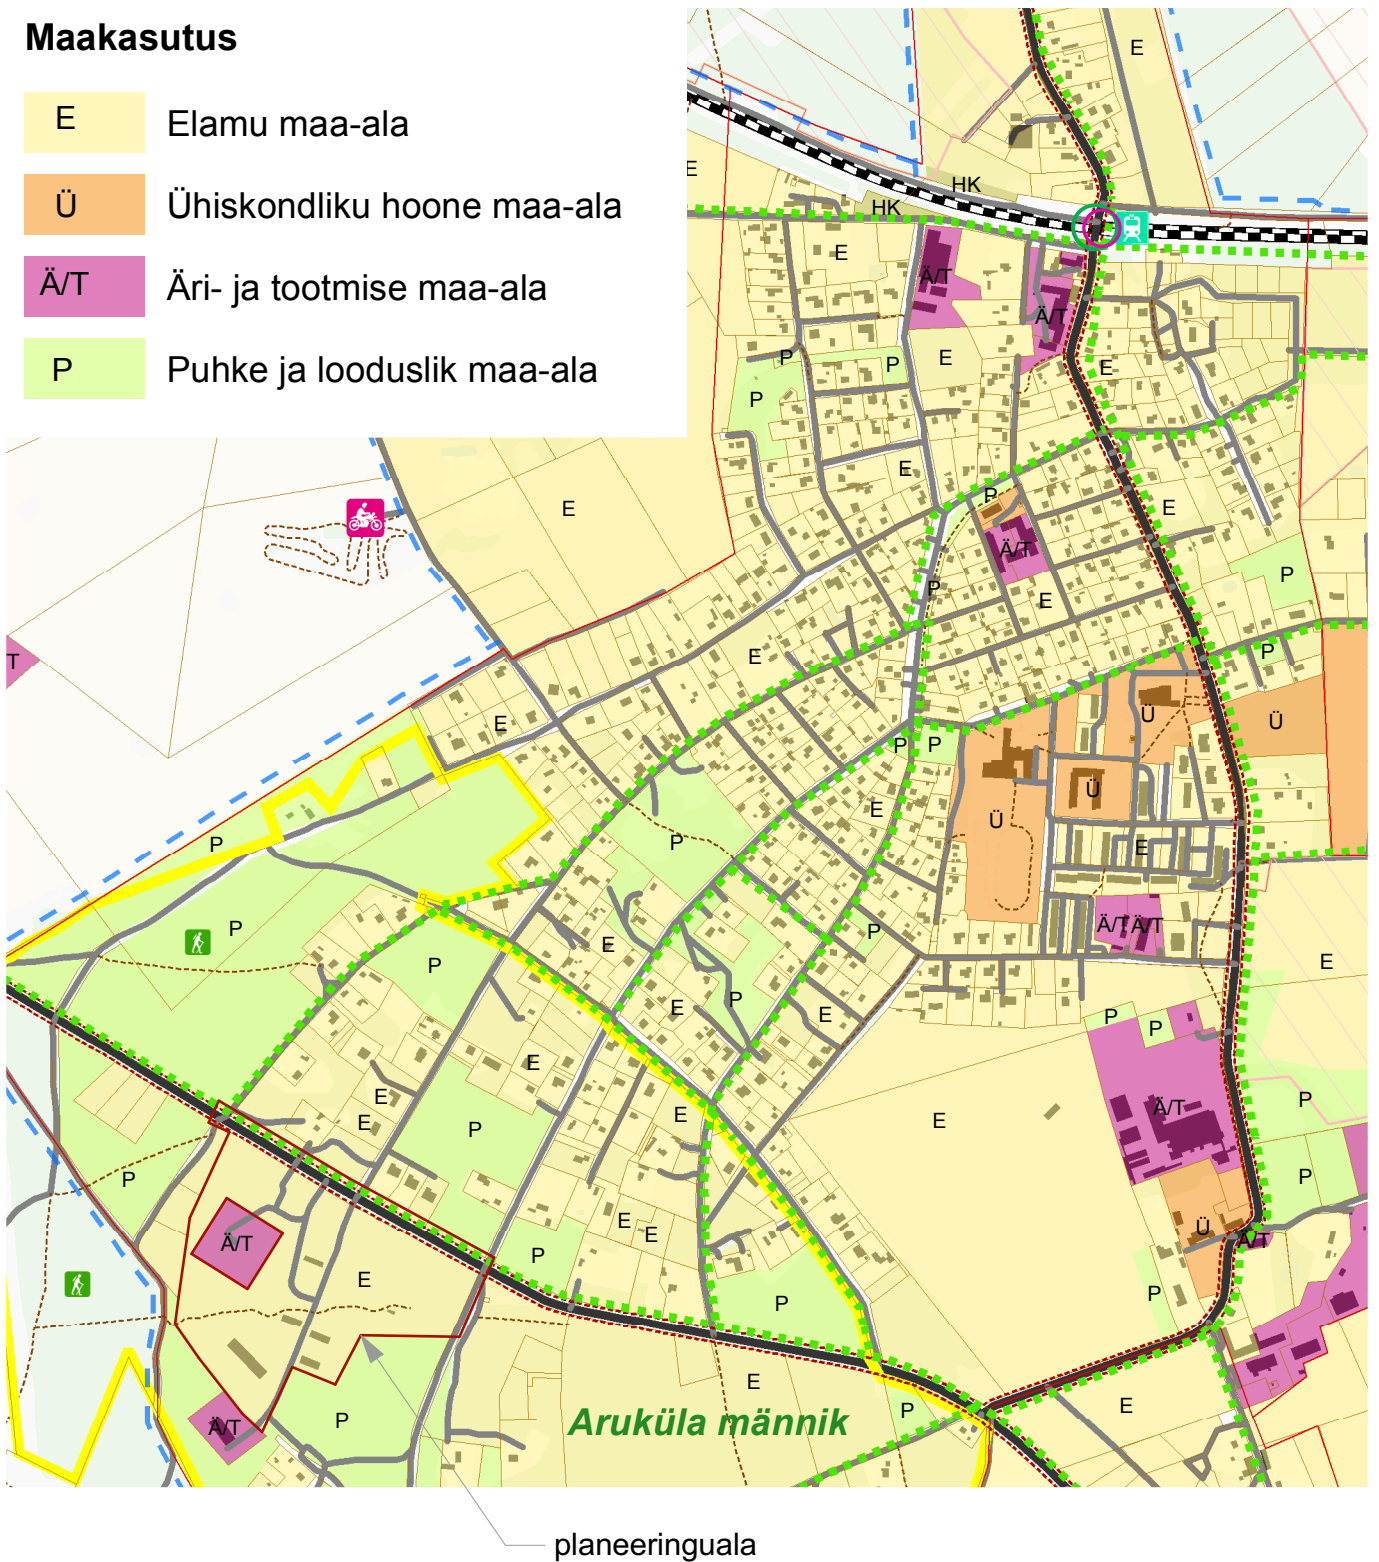 Maakasutus
E Elamu maa-ala
Ü Ühiskondliku hoone maa-ala
Ä/T Äri- ja tootmise maa-ala
P Puhke ja looduslik maa-ala
E
E
HK
HK
E
Ä/T
Ä/T
P
P
E
E
P
E
P
E
E
Ä/T
P
P
E
T
E
P
E
Ü
Ü
P
P
Ü
E
Ü
P
P
E
P
Ä/T
Ä/T
P
E
P
E
P
E
E
P
P
E
Ä/T
E
P
E
E
P
E
P
P
E
E
Ü
Ä/T
Ä/T
P
E
P
P
E
P
E
Ä/T
P
Aruküla männik
planeeringuala